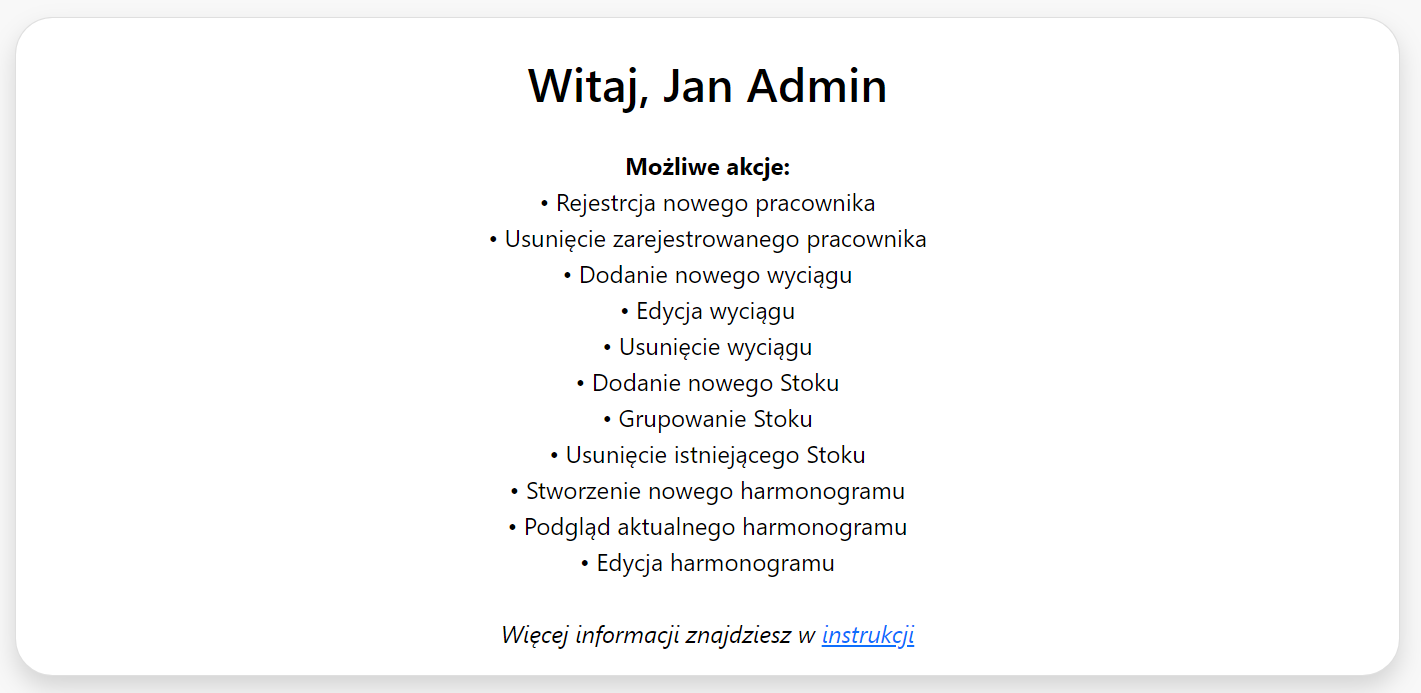 Witaj, Jan Admin
Możliwe akcje:
• Rejestrcja nowego pracownika
• Usunięcie zarejestrowanego pracownika
• Dodanie nowego wyciągu
• Edycja wyciągu
• Usunięcie wyciągu
• Dodanie nowego Stoku
• Grupowanie Stoku
• Usunięcie istniejącego Stoku
• Stworzenie nowego harmonogramu
• Podgląd aktualnego harmonogramu
• Edycja harmonogramu
Więcej informacji znajdziesz w instrukcji